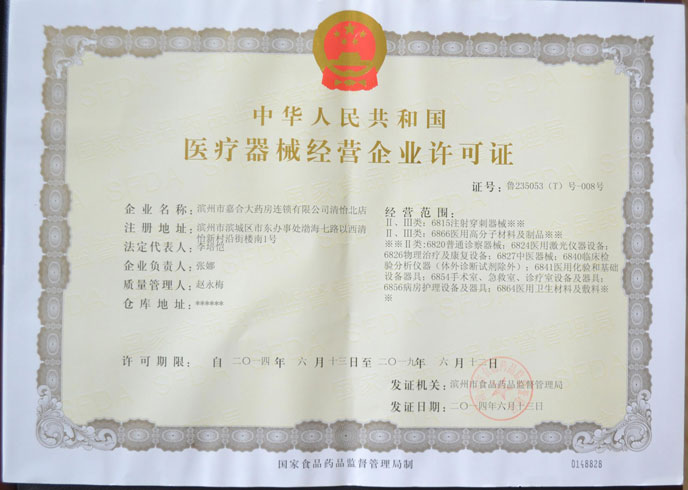 中华人民共和国
医疗器械经营企业许可证
证号：鲁235053（T）号-008号
企业名称：滨州市嘉合大药房连锁有限公司清怡北店
注册地址：滨州市滨城区市东办事处渤海七路以西清
怡新村沿街楼南1号
法定代表人：李培恺
企业负责人：张娜
质量管理人：赵永梅
仓库地址：******
经营范围：
Ⅱ、Ⅲ类：6815注射穿刺器械※※
Ⅱ、Ⅲ类：6866医用高分子材料及制品※※
※※Ⅱ类：6820普通诊察器械；6824医用激光仪器设备；
6826物理治疗及康复设备；6827中医器械；6840临床检
验分析仪器（体外诊断试剂除外）；6841医用化验和基础
设备器具；6854手术室、急救室、诊疗室设备及器具；
6856病房护理设备及器具；6864医用卫生材料及敷料※
※
许可期限：自二〇一四年六月十三日至二〇一九年六月十二日
发证机关：滨州市食品药品监督管理局
发证日期：二〇一四年六月十三日
国家食品药品监督管理局制
0148826